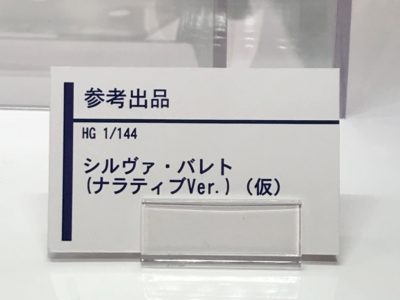 参考出品
HG 1/144
シルヴァ・バレト
(ナラティブVer.)（仮）